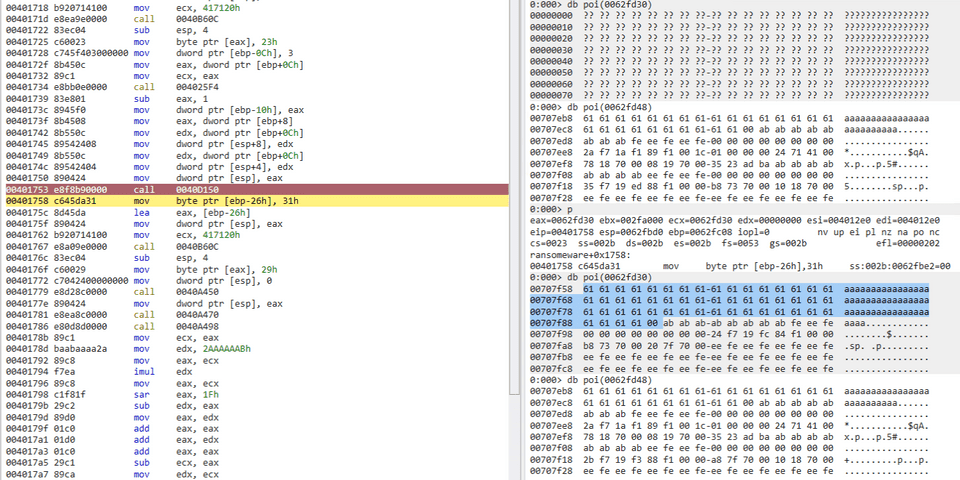 00401718 b920714100 mov ecx, 417120h
0040171d e8ea9e0000 call 0040B60C
00401722 83ec04 sub esp, 4
00401725 c60023 mov byte ptr [eax], 23h
00401728 c745f403000000 mov dword ptr [ebp-0Ch], 3
0040172f 8b450c mov eax, dword ptr [ebp+0Ch]
00401732 89c1 mov ecx, eax
00401734 e8bb0e0000 call 004025F4
00401739 83e801 sub eax, 1
0040173c 8945f0 mov dword ptr [ebp-10h], eax
0040173f 8b4508 mov eax, dword ptr [ebp+8]
00401742 8b550c mov edx, dword ptr [ebp+0Ch]
00401745 89542408 mov dword ptr [esp+8], edx
00401749 8b550c mov edx, dword ptr [ebp+0Ch]
0040174c 89542404 mov dword ptr [esp+4], edx
00401750 890424 mov dword ptr [esp], eax
00401753 e8f8b90000 call 0040D150
00401758 c645da31 mov byte ptr [ebp-26h], 31h
0040175c 8d45da lea eax, [ebp-26h]
0040175f 890424 mov dword ptr [esp], eax
00401762 b920714100 mov ecx, 417120h
00401767 e8a09e0000 call 0040B60C
0040176c 83ec04 sub esp, 4
0040176f c60029 mov byte ptr [eax], 29h
00401772 c7042400000000 mov dword ptr [esp], 0
00401779 e8d28c0000 call 0040A450
0040177e 890424 mov dword ptr [esp], eax
00401781 e8ea8c0000 call 0040A470
00401786 e80d8d0000 call 0040A498
0040178b 89c1 mov ecx, eax
0040178d baabaaaa2a mov edx, 2AAAAAABh
00401792 89c8 mov eax, ecx
00401794 f7ea imul edx
00401796 89c8 mov eax, ecx
00401798 c1f81f sar eax, 1Fh
0040179b 29c2 sub edx, eax
0040179d 89d0 mov eax, edx
0040179f 01c0 add eax, eax
004017a1 01d0 add eax, edx
004017a3 01c0 add eax, eax
004017a5 29c1 sub ecx, eax
004017a7 89ca mov edx, ecx
0:000> db poi(0062fd30)
00000000 ?? ?? ?? ?? ?? ?? ?? ??-?? ?? ?? ?? ?? ?? ?? ?? ????????????????
00000010 ?? ?? ?? ?? ?? ?? ?? ??-?? ?? ?? ?? ?? ?? ?? ?? ????????????????
00000020 ?? ?? ?? ?? ?? ?? ?? ??-?? ?? ?? ?? ?? ?? ?? ?? ????????????????
00000030 ?? ?? ?? ?? ?? ?? ?? ??-?? ?? ?? ?? ?? ?? ?? ?? ????????????????
00000040 ?? ?? ?? ?? ?? ?? ?? ??-?? ?? ?? ?? ?? ?? ?? ?? ????????????????
00000050 ?? ?? ?? ?? ?? ?? ?? ??-?? ?? ?? ?? ?? ?? ?? ?? ????????????????
00000060 ?? ?? ?? ?? ?? ?? ?? ??-?? ?? ?? ?? ?? ?? ?? ?? ????????????????
00000070 ?? ?? ?? ?? ?? ?? ?? ??-?? ?? ?? ?? ?? ?? ?? ?? ????????????????
0:000> db poi(0062fd48)
00707eb8 61 61 61 61 61 61 61 61-61 61 61 61 61 61 61 61 aaaaaaaaaaaaaaaa
00707ec8 61 61 61 61 61 61 61 61-61 61 00 ab ab ab ab ab aaaaaaaaaa......
00707ed8 ab ab ab fe ee fe ee fe-00 00 00 00 00 00 00 00 ................
00707ee8 2a f7 1a f1 89 f1 00 1c-01 00 00 00 24 71 41 00 *...........$qA.
00707ef8 78 18 70 00 08 19 70 00-35 23 ad ba ab ab ab ab x.p...p.5#......
00707f08 ab ab ab ab fe ee fe-00 00 00 00 00 00 00 00 ................
00707f18 35 f7 19 ed 88 f1 00 00-b8 73 70 00 10 18 70 00 5........sp...p.
00707f28 ee fe ee fe ee fe ee fe-ee fe ee fe ee fe ee fe ................
0:000> p
eax=0062fd30 ebx=002fa000 ecx=0062fd30 edx=00000000 esi=004012e0 edi=004012e0
eip=00401758 esp=0062fbd0 ebp=0062fc08 iopl=0 nv up ei pl nz na po nc
cs=0023 ss=002b ds=002b es=002b fs=0053 gs=002b efl=00000202
ransomeware+0x1758:
00401758 c645da31 mov byte ptr [ebp-26h],31h ss:002b:0062fbe2=00
0:000> db poi(0062fd30)
00707f58 61 61 61 61 61 61 61 61-61 61 61 61 61 61 61 61 aaaaaaaaaaaaaaaa
00707f68 61 61 61 61 61 61 61 61-61 61 61 61 61 61 61 61 aaaaaaaaaaaaaaaa
00707f78 61 61 61 61 61 61 61 61-61 61 61 61 61 61 61 61 aaaaaaaaaaaaaaaa
00707f88 61 61 61 61 00 ab ab ab-ab ab ab ab ab fe ee fe aaaa............
00707f98 00 00 00 00 00 00 00 00-24 f7 19 fc 84 f1 00 00 ........$.......
00707fa8 b8 73 70 00 20 7f 70 00-ee fe ee fe ee fe ee fe .sp. .p.........
00707fb8 ee fe ee fe ee fe ee fe-ee fe ee fe ee fe ee fe ................
00707fc8 ee fe ee fe ee fe ee fe-ee fe ee fe ee fe ee fe ................
0:000> db poi(0062fd48)
00707eb8 61 61 61 61 61 61 61 61-61 61 61 61 61 61 61 61 aaaaaaaaaaaaaaaa
00707ec8 61 61 61 61 61 61 61 61-61 61 00 ab ab ab ab ab aaaaaaaaaa......
00707ed8 ab ab ab fe ee fe ee fe-00 00 00 00 00 00 00 00 ................
00707ee8 2a f7 1a f1 89 f1 00 1c-01 00 00 00 24 71 41 00 *...........$qA.
00707ef8 78 18 70 00 08 19 70 00-35 23 ad ba ab ab ab ab x.p...p.5#......
00707f08 ab ab ab ab fe ee fe-00 00 00 00 00 00 00 00 ................
00707f18 2b f7 19 f3 88 f1 00 00-a8 7f 70 00 10 18 70 00 +.........p...p.
00707f28 ee fe ee fe ee fe ee fe-ee fe ee fe ee fe ee fe ................